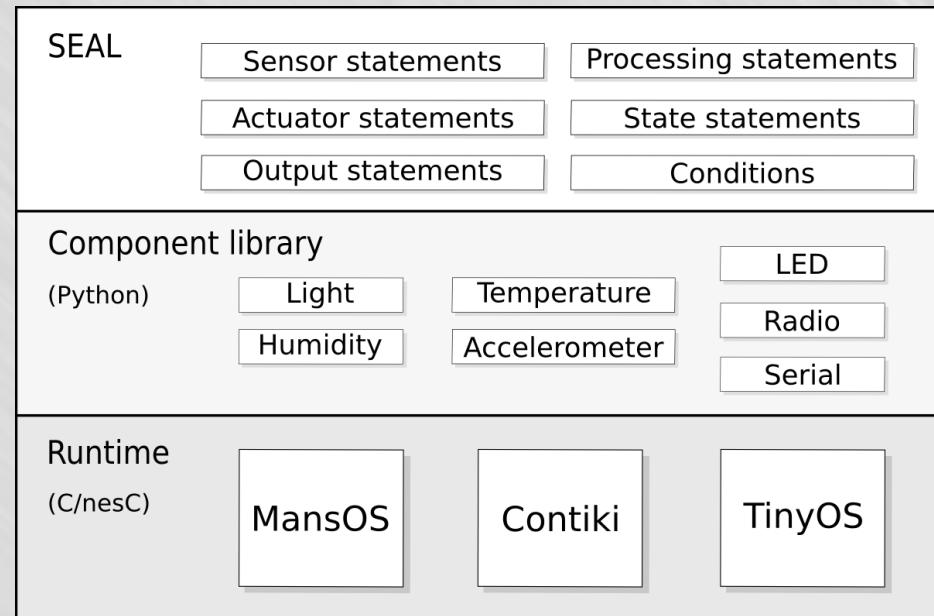 SEAL
Sensor statements
Processing statements
Actuator statements
State statements
Output statements
Conditions
Component library
(Python)
Light
Temperature
LED
Humidity
Accelerometer
Radio
Serial
Runtime
(C/nesC)
MansOS
Contiki
TinyOS